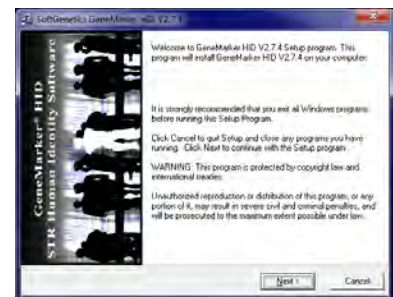 SoftGenetics GeneMarker HID V2.7.4
GeneMarker® HID
STR Human Identity Software
Welcome to GeneMarker HID V2.7.4 Setup program. This
program will install GeneMarker HID V2.7.4 on your computer.
It is strongly recommended that you exit all Windows programs
before running this Setup Program.
Click Cancel to quit Setup and close any programs you have
running. Click Next to continue with the Setup program.
WARNING: This program is protected by copyright law and
international treaties.
Unauthorized reproduction or distribution of this program, or any
portion of it, may result in severe civil and criminal penalties, and
will be prosecuted to the maximum extent possible under law.
Next >
Cancel